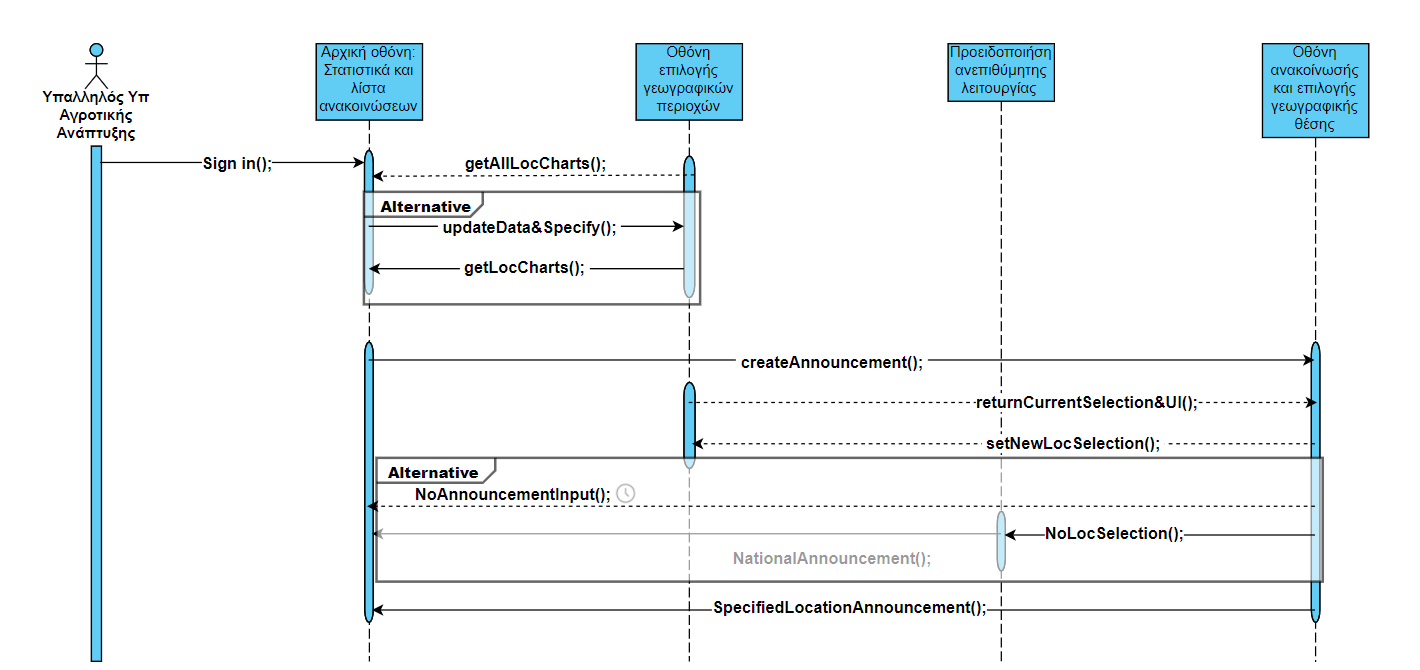 Υπαλληλός Υπ
Αγροτικής
Ανάπτυξης
Αρχική οθόνη:
Στατιστικά και
λίστα
ανακοινώσεων
Οθόνη
επιλογής
γεωγραφικών
περιοχών
Προειδοποιήση
ανεπιθύμητης
λειτουργίας
Οθόνη
ανακοίνωσής
και επιλογής
γεωγραφικής
θέσης
Sign in();
getAllLocCharts();
Alternative
updateData&Specify();
getLocCharts();
createAnnouncement();
returnCurrentSelection&UI();
setNewLocSelection();
Alternative
NoAnnouncementInput();
NoLocSelection();
NationalAnnouncement();
SpecifiedLocationAnnouncement();